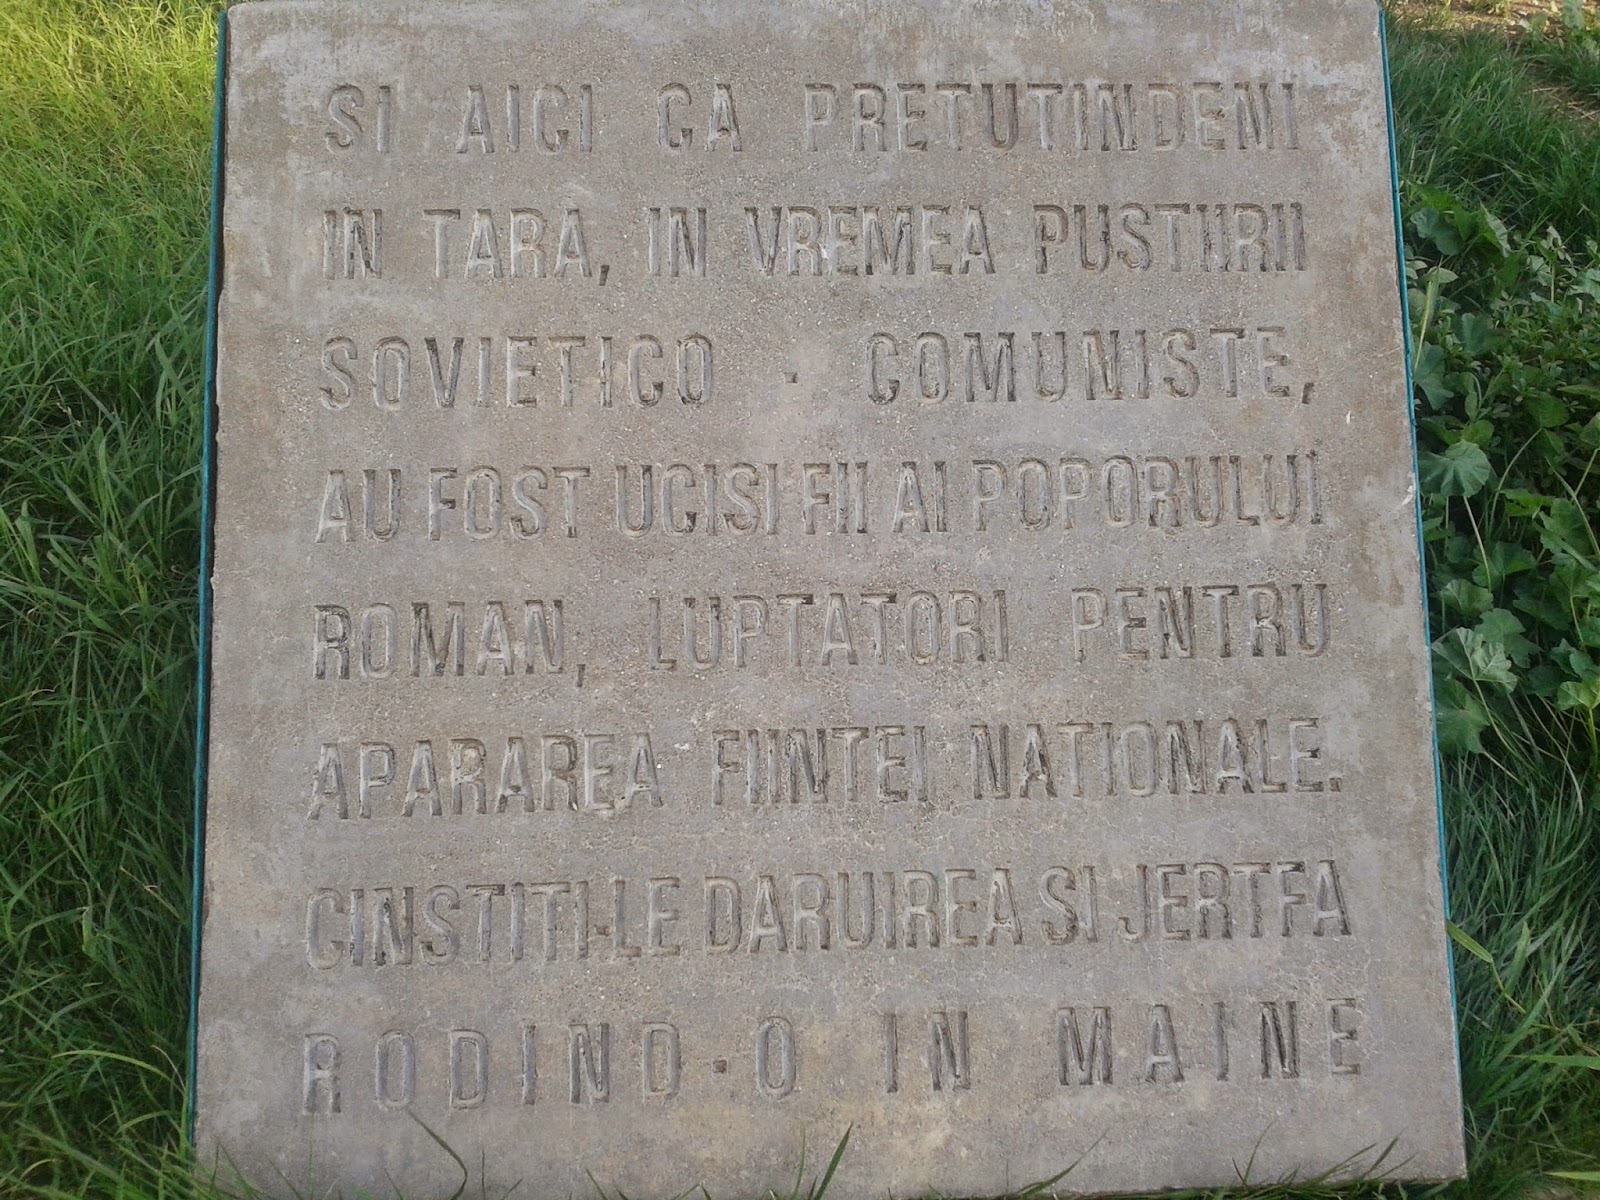 SI AICI CA PRETUTINDENI
IN TARA, IN VREMEA PUSTIIRII
SOVIETICO - COMUNISTE,
AU FOST UCISI FII AI POPORULUI
ROMAN, LUPTATORI PENTRU
APARAREA FIINTEI NATIONALE.
CINSTITI-LE DARUIREA SI JERTFA
RODIND-O IN MAINE